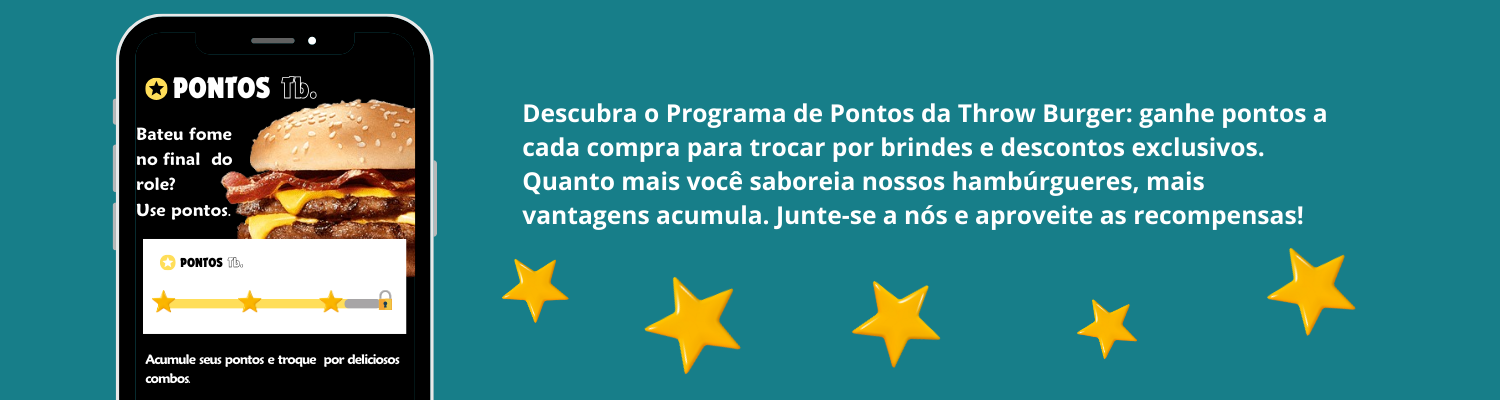 PONTOS Tb.
Bateu fome
no final do
role?
Use pontos.
PONTOS Tb.
Acumule seus pontos e troque por deliciosos
combos.
Descubra o Programa de Pontos da Throw Burger: ganhe pontos a
cada compra para trocar por brindes e descontos exclusivos.
Quanto mais você saboreia nossos hambúrgueres, mais
vantagens acumula. Junte-se a nós e aproveite as recompensas!